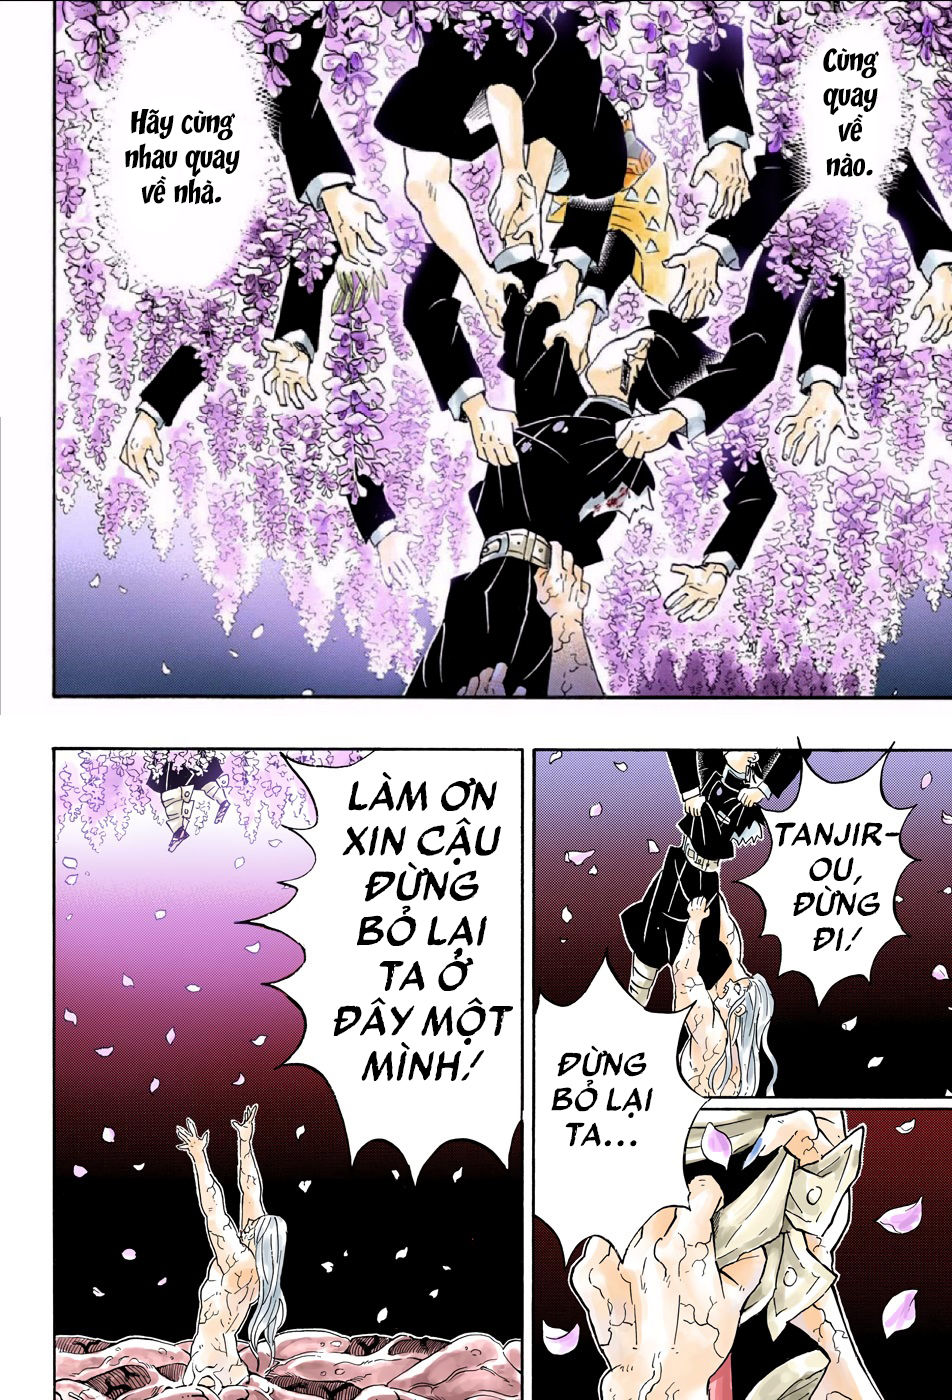 Cùng
quay
về
nào.
Hãy cùng
nhau quay
về nhà.
TANJIR-
OU,
ĐỪNG
ĐI!
ĐỪNG
BỎ LẠI
TA...
LÀM ƠN
XIN CẬU
ĐỪNG
BỎ LẠI
TA Ở
ĐÂY MỘT
MÌNH!